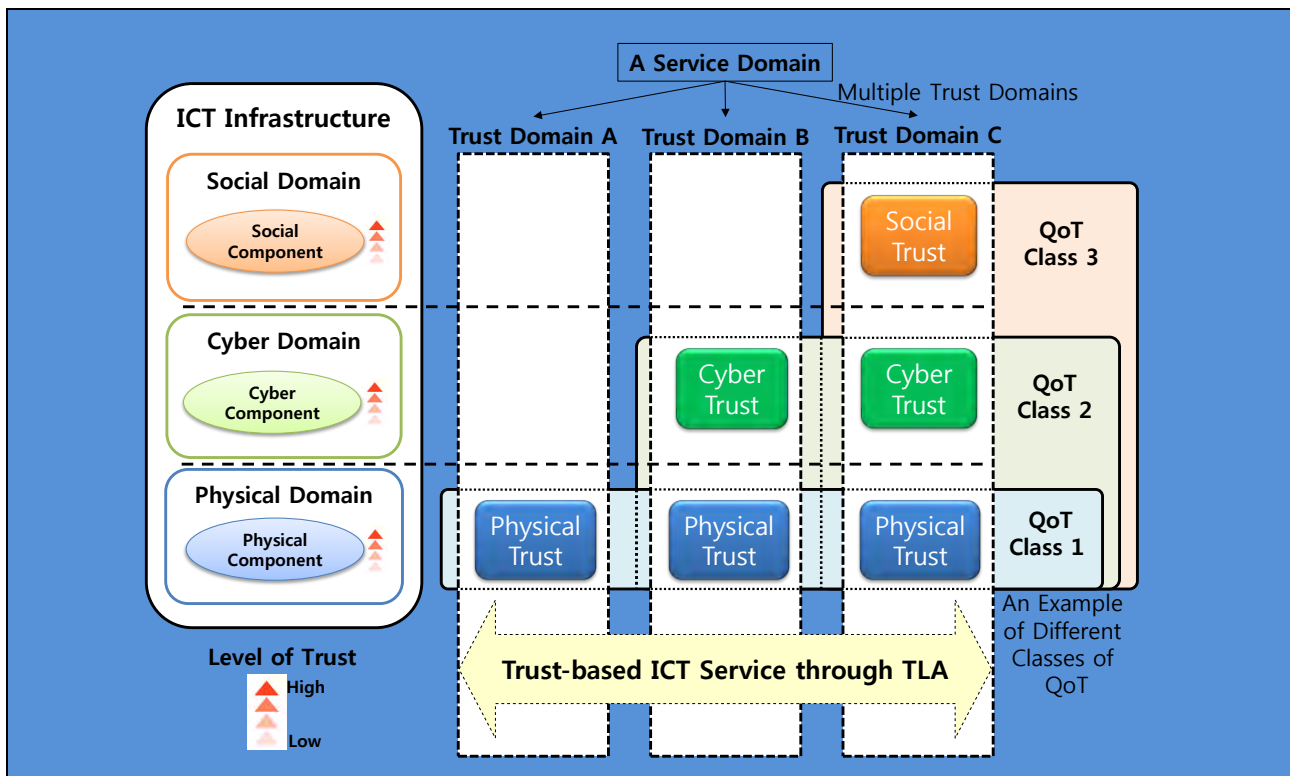 A Service Domain
Multiple Trust Domains
ICT Infrastructure
Trust Domain A
Trust Domain B
Trust Domain C
Social Domain
Social
Component
Social
Trust
QoT
Class 3
Cyber Domain
Cyber
Component
Cyber
Trust
Cyber
Trust
QoT
Class 2
Physical Domain
Physical
Component
Physical
Trust
Physical
Trust
Physical
Trust
QoT
Class 1
An Example
of Different
Classes of
QoT
Trust-based ICT Service through TLA
Level of Trust
High
Low